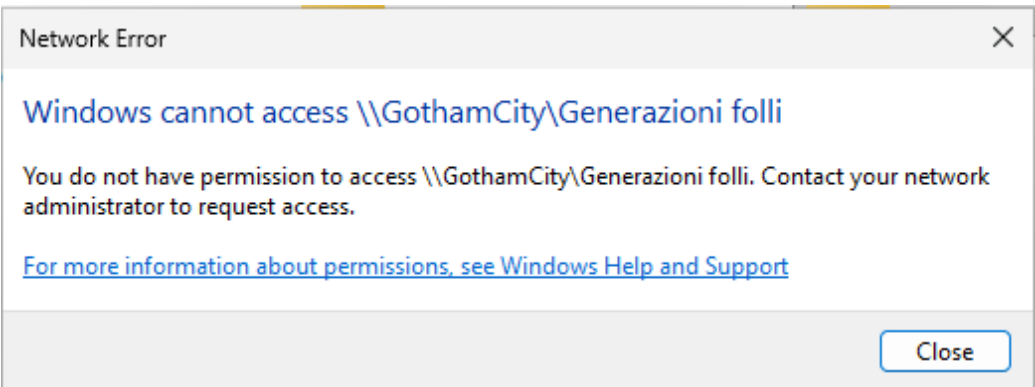 Network Error
Windows cannot access \\GothamCity\Generazioni folli
You do not have permission to access \\GothamCity\Generazioni folli. Contact your network
administrator to request access.
For more information about permissions, see Windows Help and Support
Close